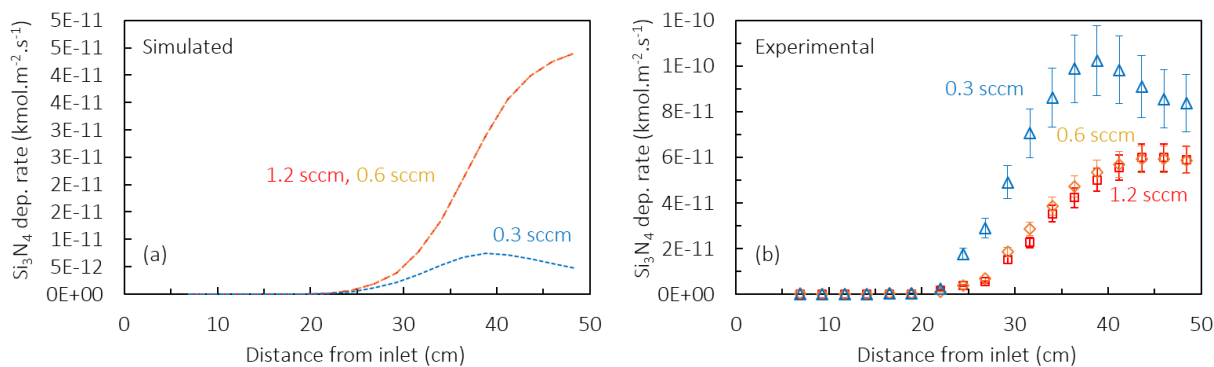 Si3N4 dep. rate (kmol.m-2.s-1)
5E-11
5E-11
4E-11
4E-11
3E-11
3E-11
2E-11
2E-11
1E-11
5E-12
0E+00
Simulated
1.2 sccm, 0.6 sccm
0.3 sccm
(a)
0 10 20 30 40 50
Distance from inlet (cm)
Si3N4 dep. rate (kmol.m-2.s-1)
1E-10
1E-10
8E-11
6E-11
4E-11
2E-11
0E+00
Experimental
0.3 sccm
0.6 sccm
1.2 sccm
(b)
0 10 20 30 40 50
Distance from inlet (cm)